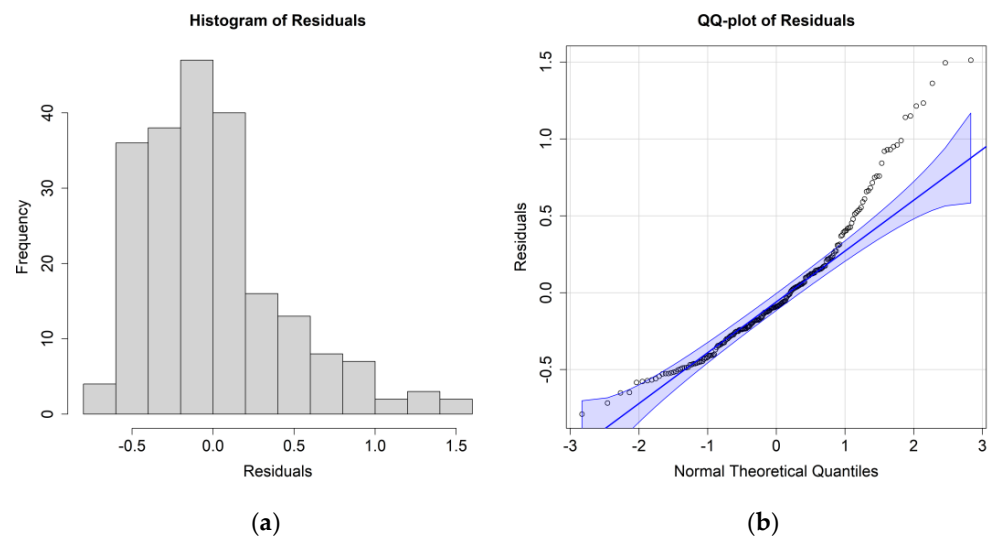 Histogram of Residuals
Frequency
0
10
20
30
40
-0.5
0.0
0.5
1.0
1.5
Residuals
(a)
QQ-plot of Residuals
Residuals
-0.5
0.0
0.5
1.0
1.5
-3
-2
-1
0
1
2
3
Normal Theoretical Quantiles
(b)